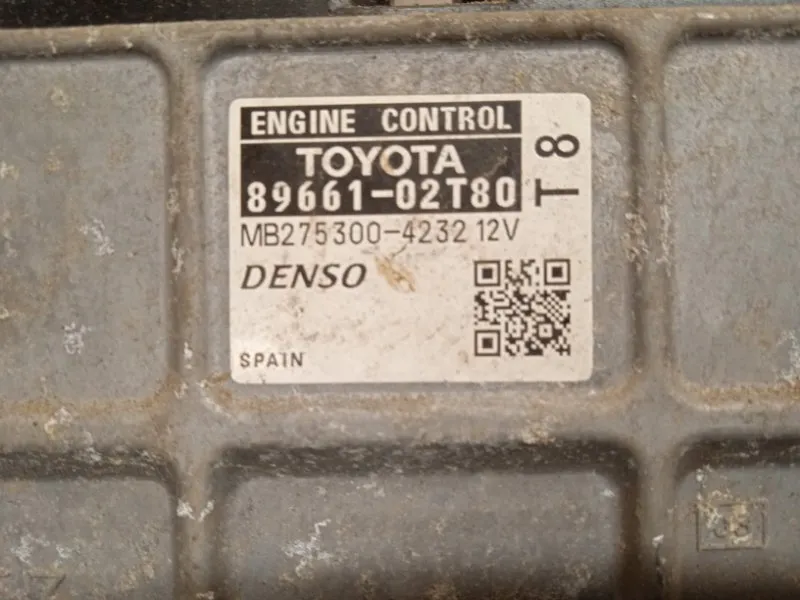 ENGINE CONTROL
TOYOTA
89661-02T80
T8
MB275300-4232 12V
DENSO
SPAIN